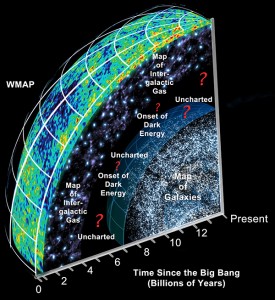 WMAP
Map
of
Inter-
galactic
Gas
?
Uncharted
?
Onset of
Dark
Energy
?
Uncharted
?
Onset of
Dark
Energy
Map of
Intergalactic
Gas
Map of
Galaxies
?
Uncharted
Present
0
2
4
6
8
10
12
Time Since the Big Bang
(Billions of Years)